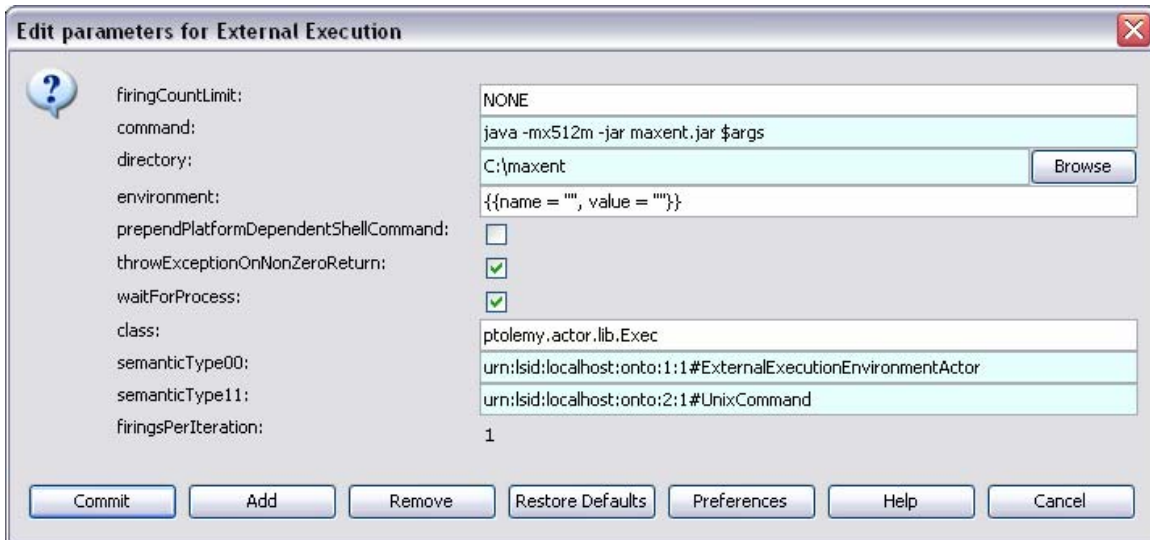 Edit parameters for External Execution
?
firingCountLimit: NONE
command: java -mx512m -jar maxent.jar $args
directory: C:\maxent Browse
environment: {{name = "", value = ""}}
prependPlatformDependentShellCommand:
throwExceptionOnNonZeroReturn:
waitForProcess:
class: ptolemy.actor.lib.Exec
semanticType00: urn:lsid:localhost:onto:1:1#ExternalExecutionEnvironmentActor
semanticType11: urn:lsid:localhost:onto:2:1#UnixCommand
firingsPerIteration: 1
Commit Add Remove Restore Defaults Preferences Help Cancel